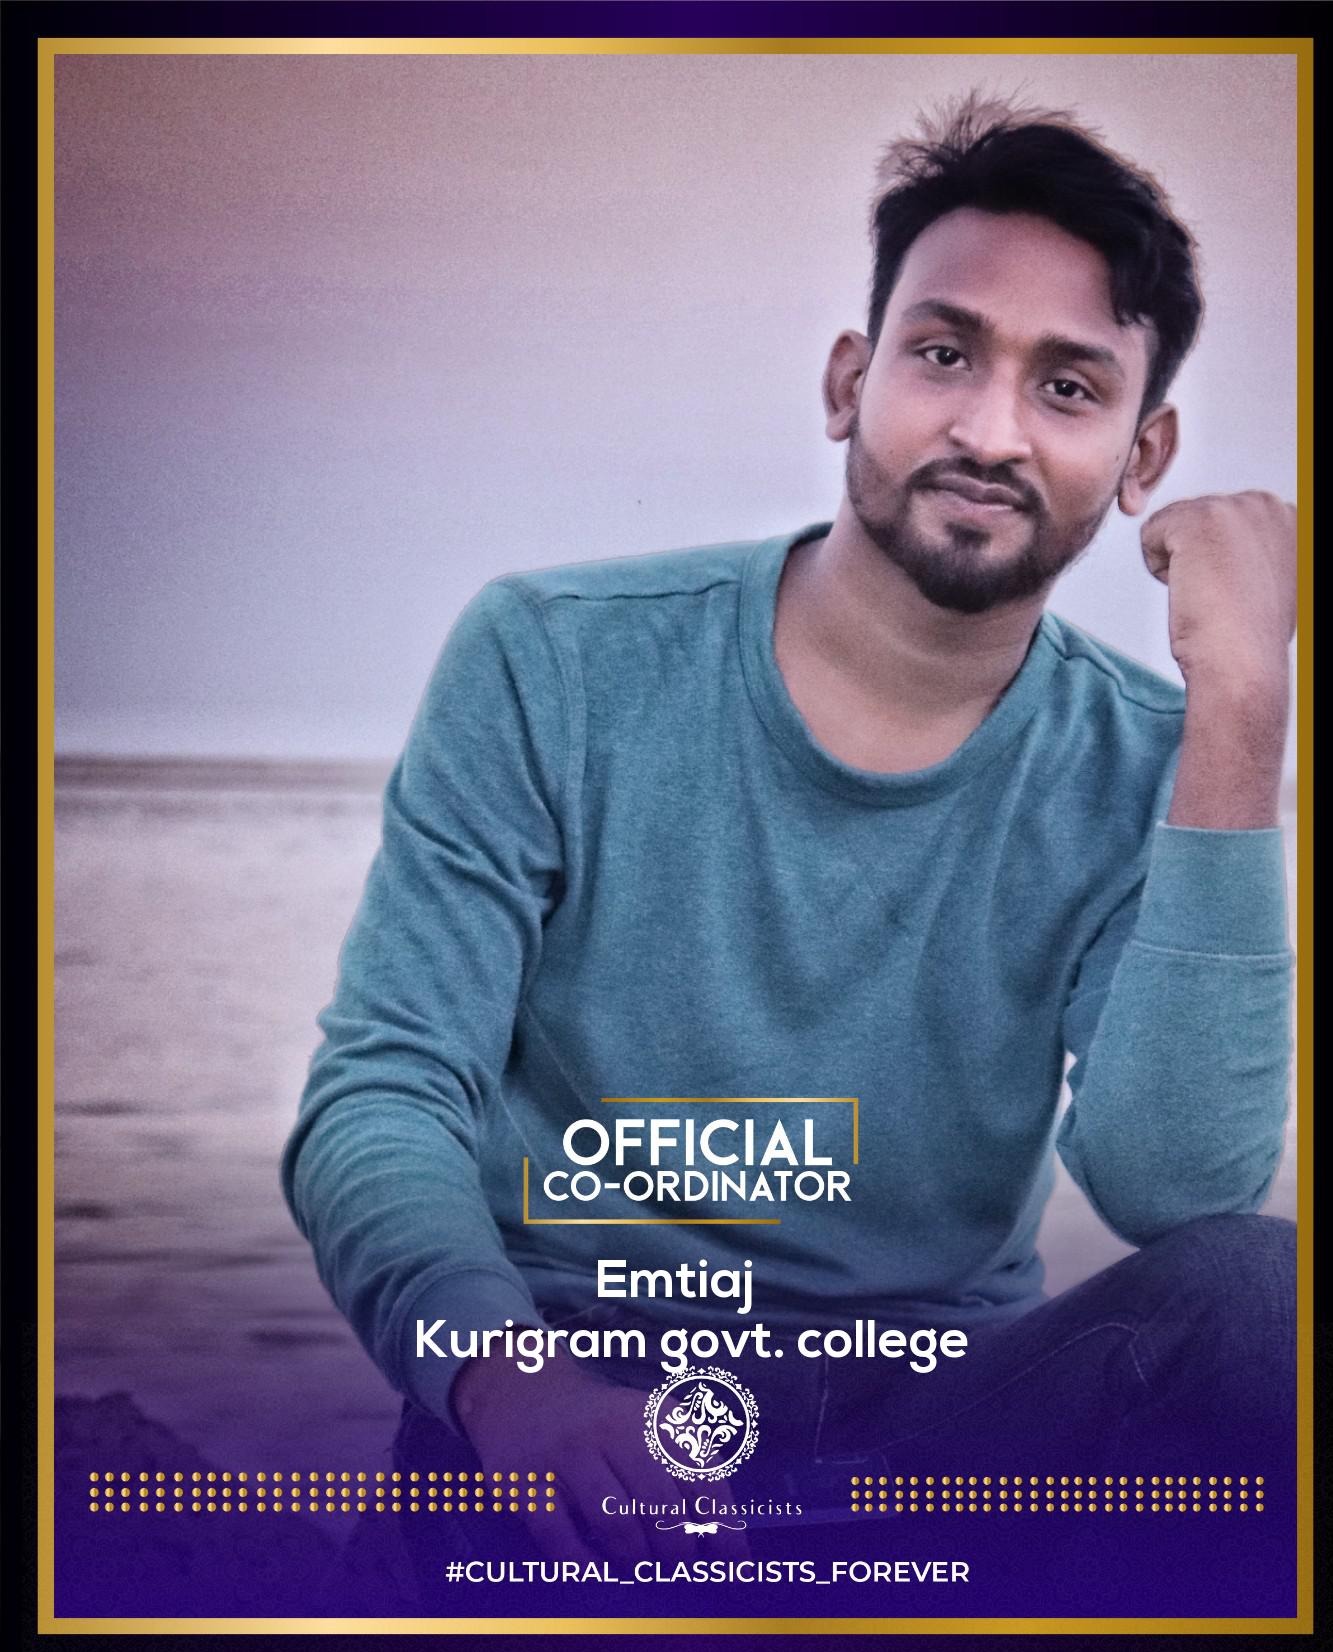 OFFICIAL
CO-ORDINATOR
Emtiaj
Kurigram govt. college
Cultural Classicists
#CULTURAL_CLASSICISTS_FOREVER